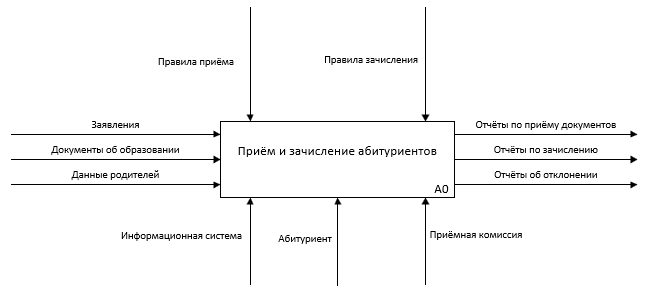 Правила приёма
Правила зачисления
Заявления
Документы об образовании
Данные родителей
Приём и зачисление абитуриентов
A0
Отчёты по приёму документов
Отчёты по зачислению
Отчёты об отклонении
Информационная система
Абитуриент
Приёмная комиссия